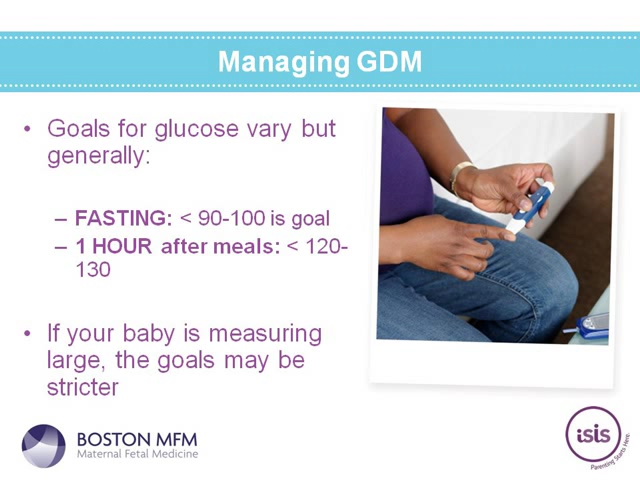 Managing GDM
• Goals for glucose vary but
generally:
– FASTING: < 90-100 is goal
– 1 HOUR after meals: < 120-
130
• If your baby is measuring
large, the goals may be
stricter
BOSTON MFM
Maternal Fetal Medicine
isis
Parenting Starts Here.